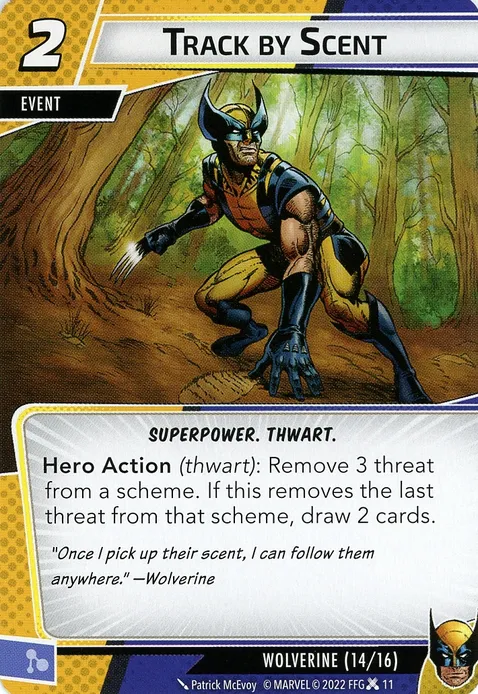 2
TRACK BY SCENT
EVENT
SUPERPOWER. THWART.
Hero Action (thwart): Remove 3 threat
from a scheme. If this removes the last
threat from that scheme, draw 2 cards.
"Once I pick up their scent, I can follow them
anywhere." —Wolverine
WOLVERINE (14/16)
Patrick McEvoy © MARVEL © 2022 FFG 11